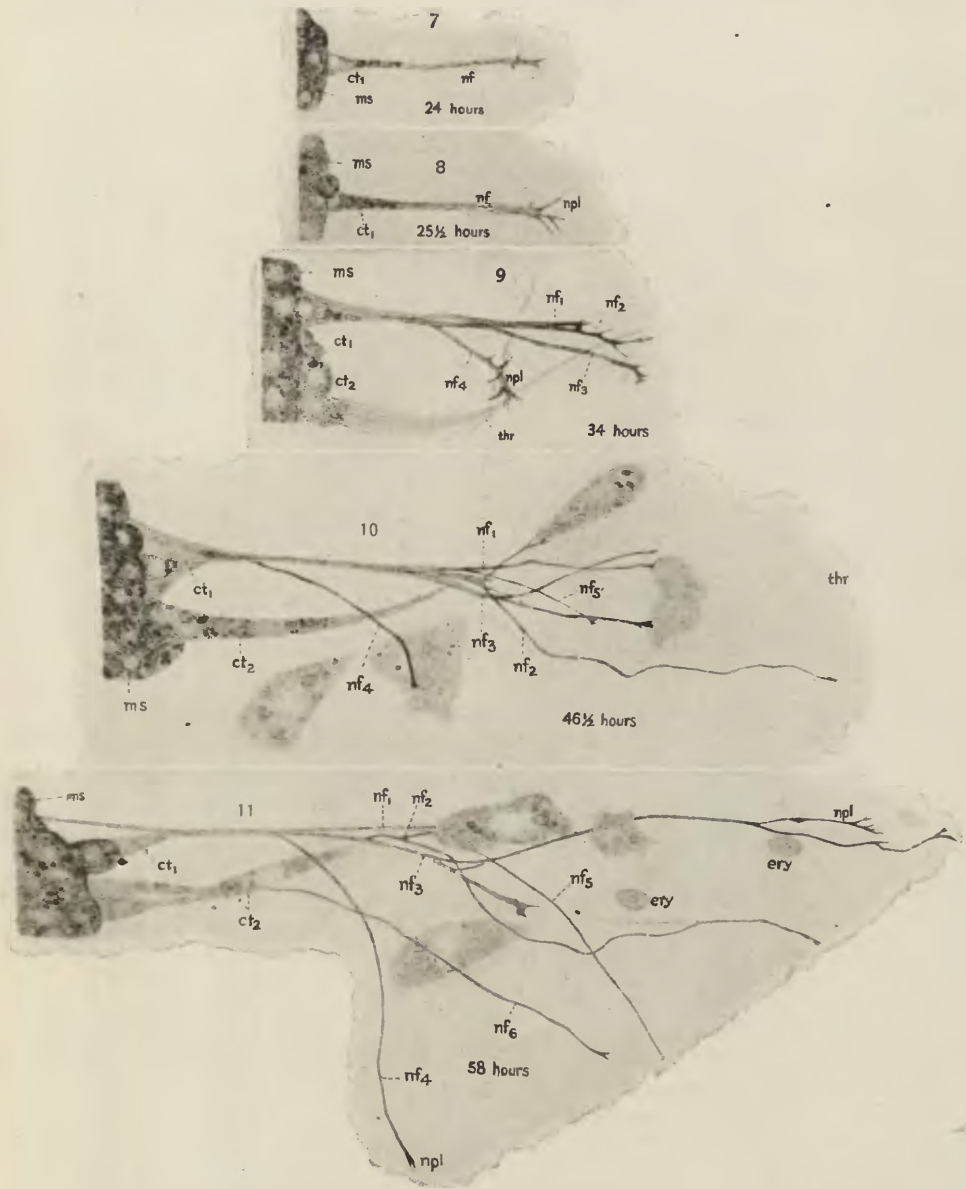 7
ct₁
nf
ms
24 hours
ms
8
nf
npl
ct₁
25½ hours
ms
9
nf₁
nf₂
ct₁
ct₂
nf₄
npl
nf₃
thr
34 hours
10
nf₁
ct₁
thr
nf₅
ct₂
nf₄
nf₃
nf₂
ms
46½ hours
ms
11
nf₁
nf₂
npl
ct₁
ery
nf₃
nf₅
ery
ct₂
nf₆
58 hours
nf₄
npl